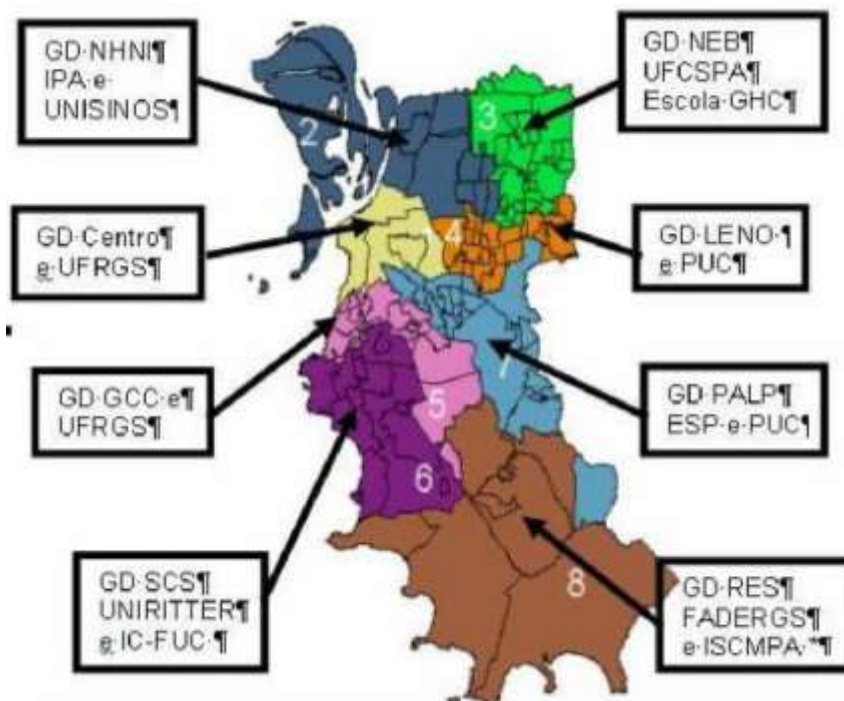 GD·NHNI¶
IPA·e·
UNISINOS¶
GD·NEB¶
UFCSPA¶
Escola·GHC¶
2
3
1
GD·Centro¶
e·UFRGS¶
4
GD·LENO·¶
e·PUC¶
7
GD·GCC·e¶
UFRGS¶
5
GD·PALP¶
ESP·e·PUC¶
6
GD·SCS¶
UNIRITTER¶
e·IC-FUC·¶
8
GD·RES¶
FADERGS¶
e·ISCMPA·*¶